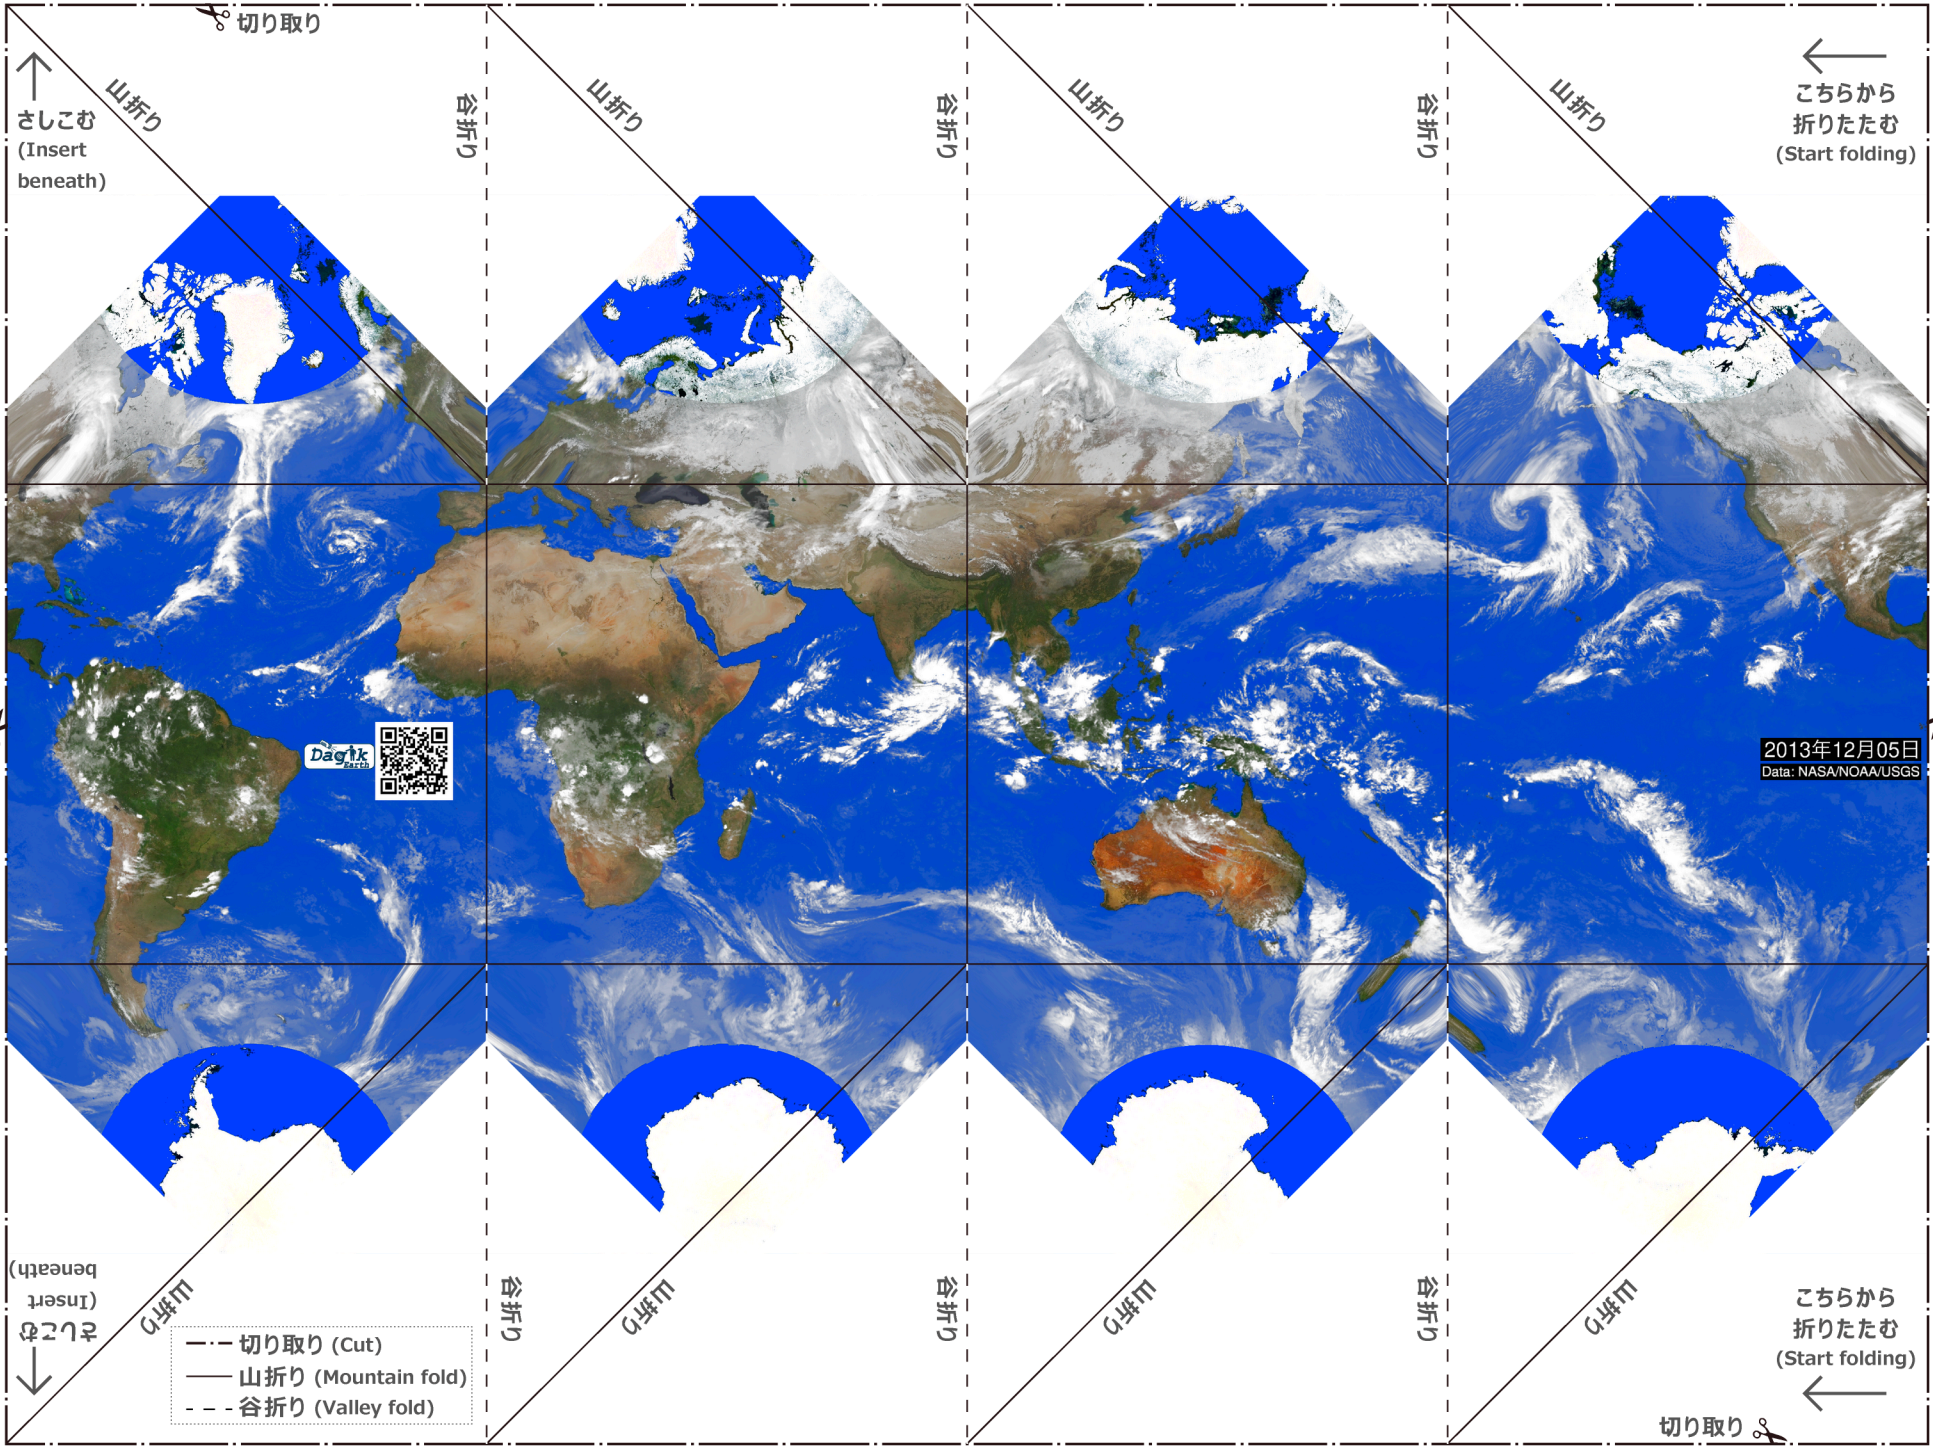 切り取り
さしこむ
(Insert
beneath)
山折り
谷折り
山折り
谷折り
山折り
谷折り
山折り
こちらから
折りたたむ
(Start folding)
Dagik
Earth
2013年12月05日
Data: NASA/NOAA/USGS
さしこむ
(Insert
beneath)
山折り
谷折り
山折り
谷折り
山折り
谷折り
山折り
こちらから
折りたたむ
(Start folding)
切り取り (Cut)
山折り (Mountain fold)
谷折り (Valley fold)
切り取り